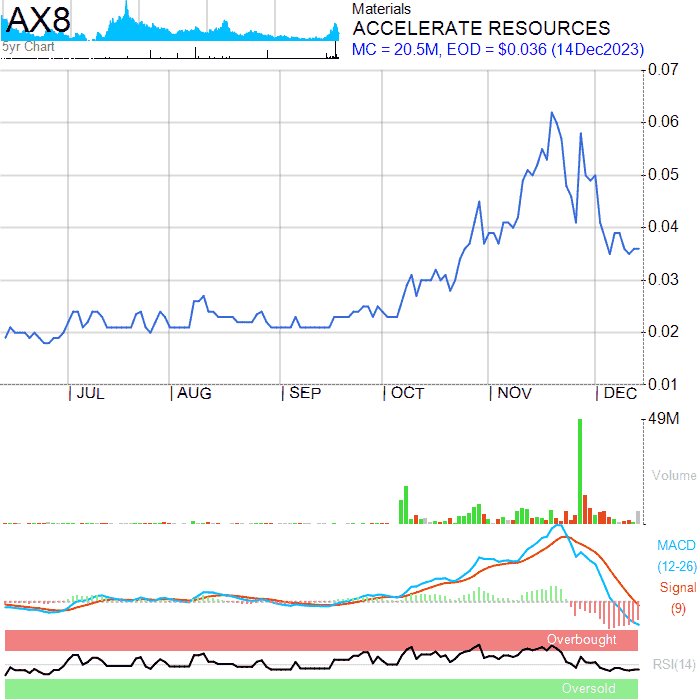 AX8
5yr Chart
Materials
ACCELERATE RESOURCES
MC = 20.5M, EOD = $0.036 (14Dec2023)
0.07
0.06
0.05
0.04
0.03
0.02
0.01
JUL AUG SEP OCT NOV DEC
49M
Volume
MACD
(12-26)
Signal
(9)
Overbought
RSI(14)
Oversold